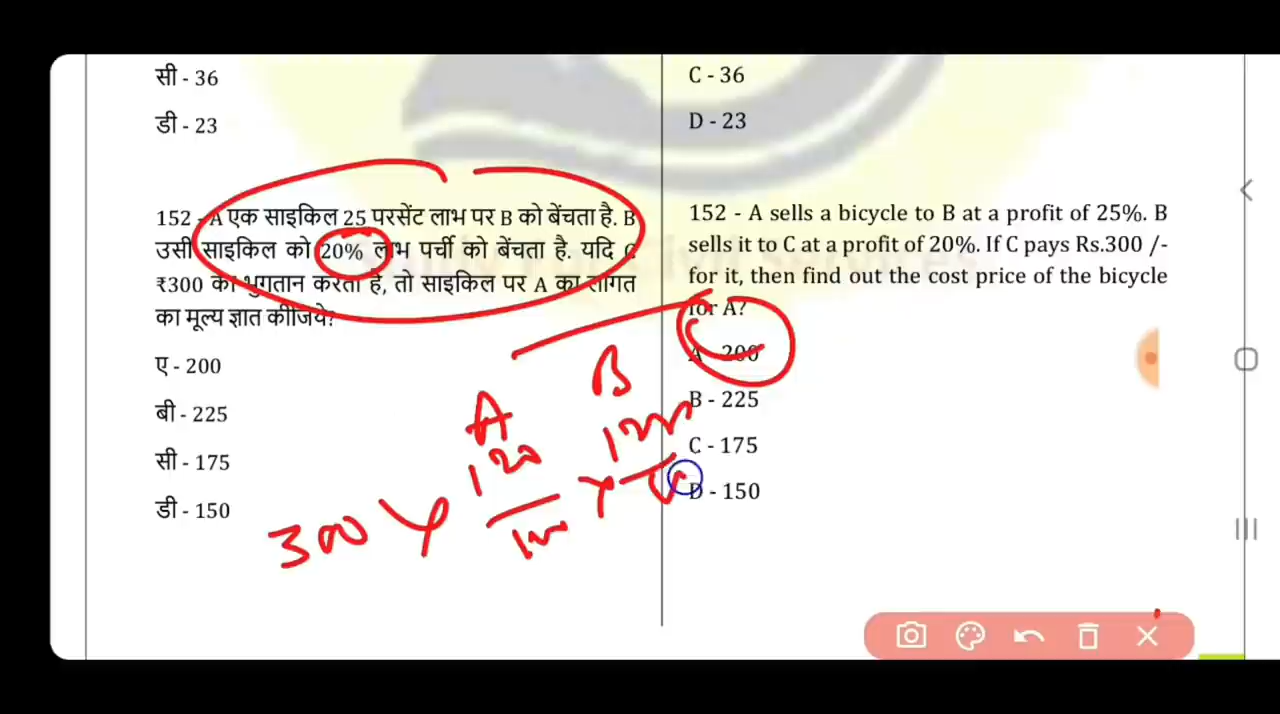 सी - 36
डी - 23
152 - A एक साइकिल 25 परसेंट लाभ पर B को बेंचता है. B
उसी साइकिल को 20% लाभ पर्ची को बेंचता है. यदि C
₹300 का भुगतान करता है, तो साइकिल पर A का लागत
का मूल्य ज्ञात कीजिये?
ए - 200
बी - 225
सी - 175
डी - 150
C - 36
D - 23
152 - A sells a bicycle to B at a profit of 25%. B
sells it to C at a profit of 20%. If C pays Rs.300 /-
for it, then find out the cost price of the bicycle
for A?
A - 200
B - 225
C - 175
D - 150
A B
300 × 120/100 ×